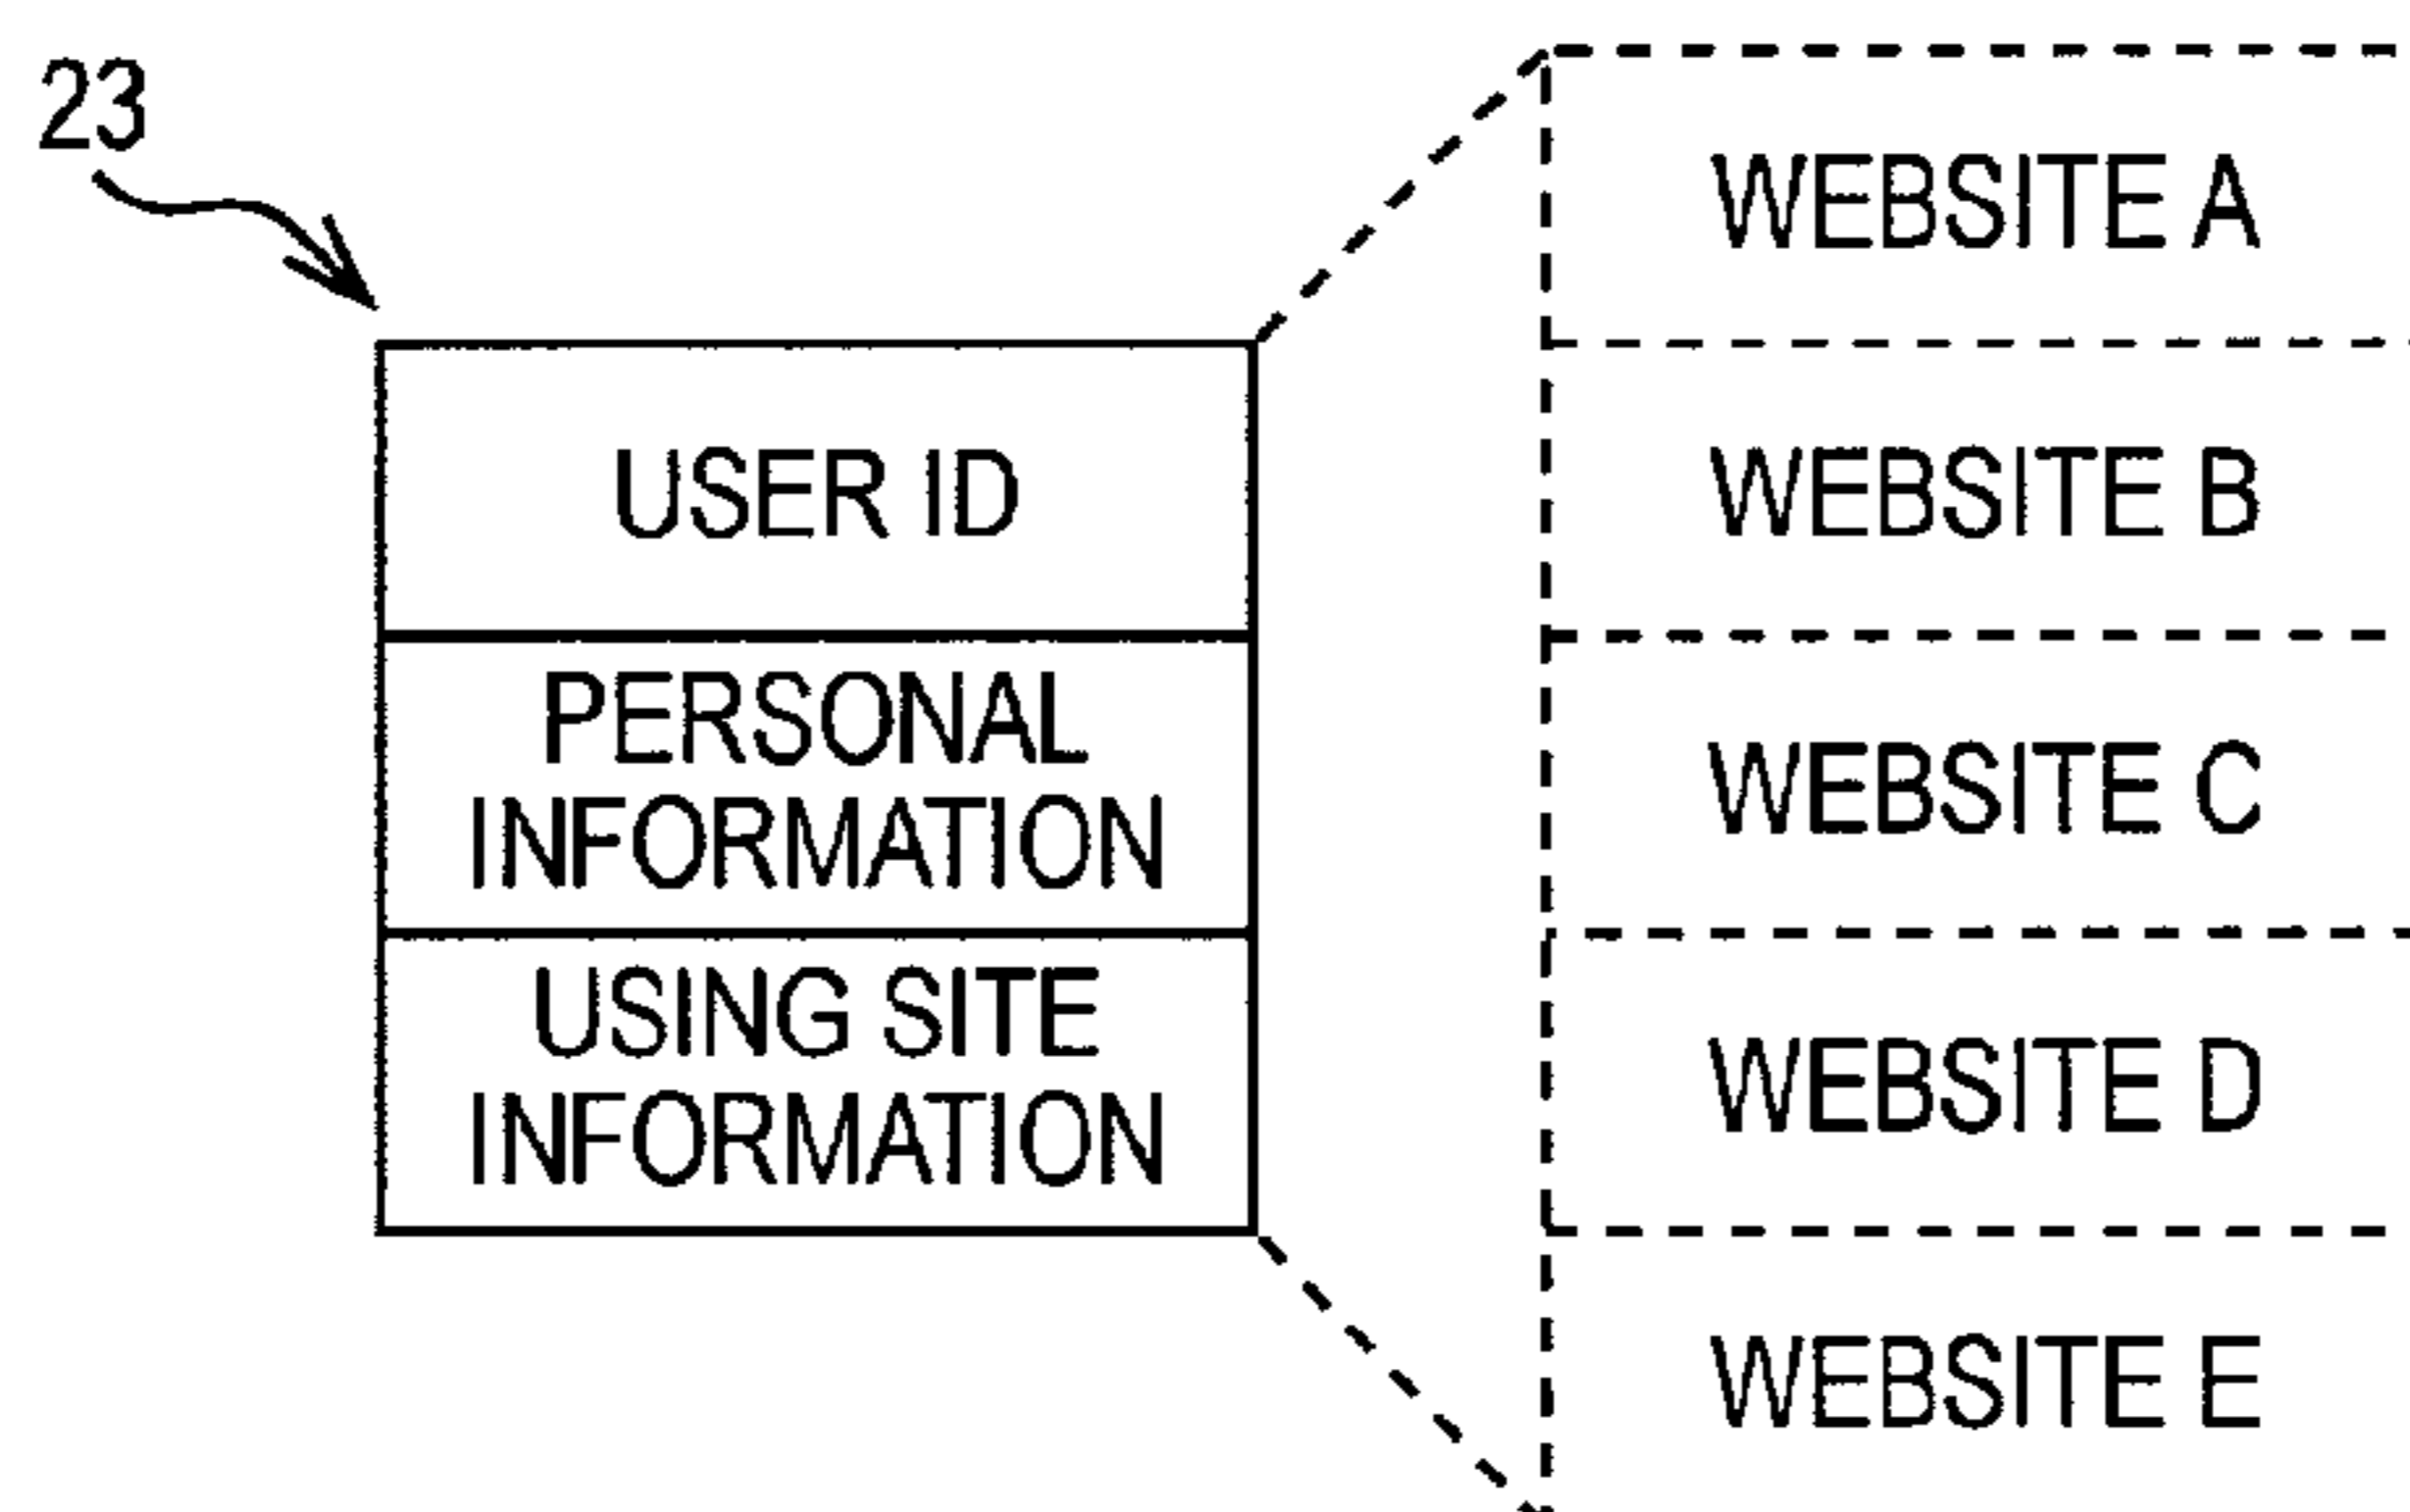 23
USER ID
PERSONAL
INFORMATION
USING SITE
INFORMATION
WEBSITE A
WEBSITE B
WEBSITE C
WEBSITE D
WEBSITE E